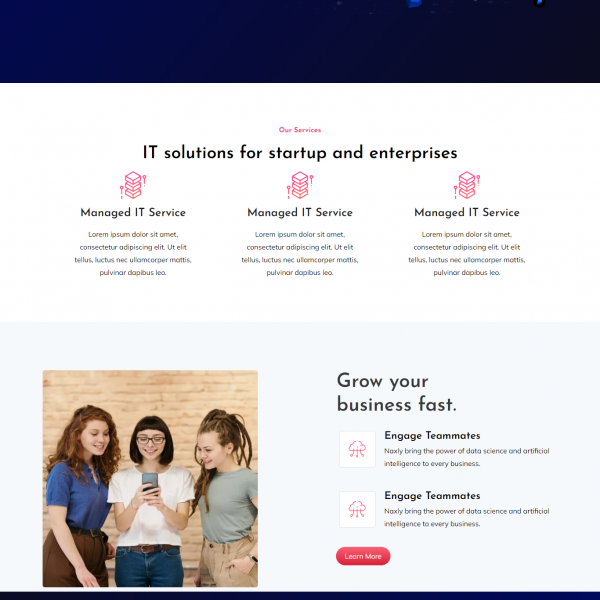 Our Services
IT solutions for startup and enterprises
Managed IT Service
Lorem ipsum dolor sit amet,
consectetur adipiscing elit. Ut elit
tellus, luctus nec ullamcorper mattis,
pulvinar dapibus leo.
Managed IT Service
Lorem ipsum dolor sit amet,
consectetur adipiscing elit. Ut elit
tellus, luctus nec ullamcorper mattis,
pulvinar dapibus leo.
Managed IT Service
Lorem ipsum dolor sit amet,
consectetur adipiscing elit. Ut elit
tellus, luctus nec ullamcorper mattis,
pulvinar dapibus leo.
Grow your
business fast.
Engage Teammates
Naxly bring the power of data science and artificial
intelligence to every business.
Engage Teammates
Naxly bring the power of data science and artificial
intelligence to every business.
Learn More